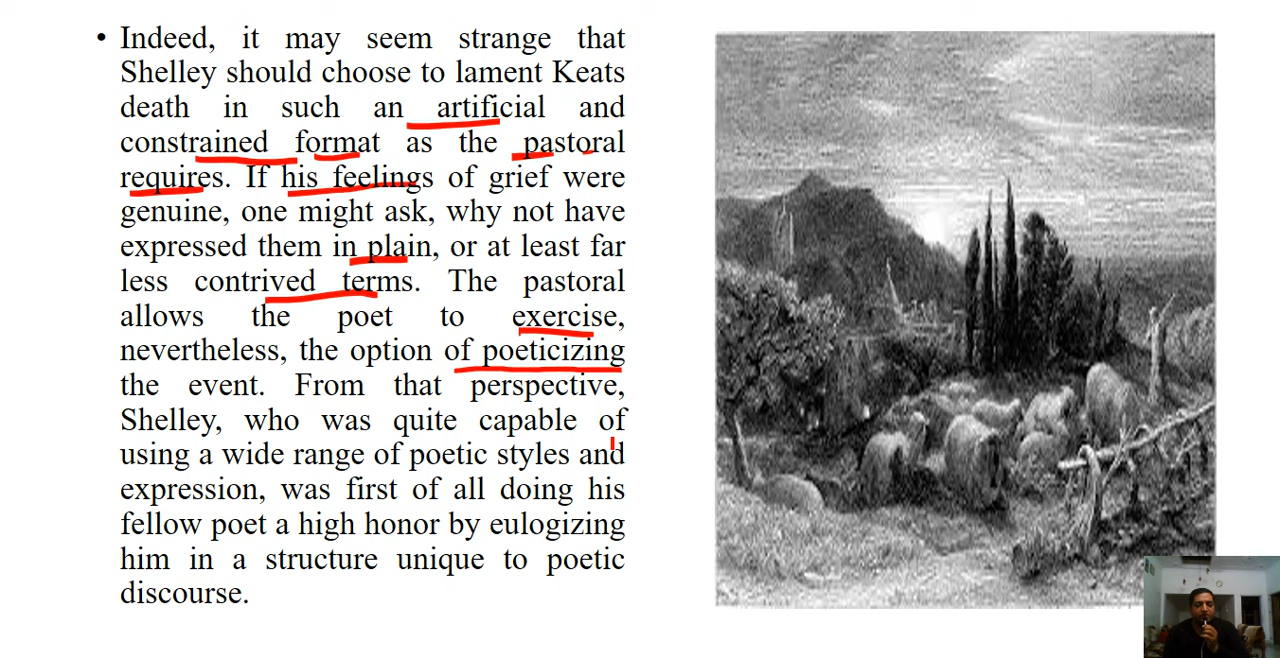 • Indeed, it may seem strange that
Shelley should choose to lament Keats
death in such an artificial and
constrained format as the pastoral
requires. If his feelings of grief were
genuine, one might ask, why not have
expressed them in plain, or at least far
less contrived terms. The pastoral
allows the poet to exercise,
nevertheless, the option of poeticizing
the event. From that perspective,
Shelley, who was quite capable of
using a wide range of poetic styles and
expression, was first of all doing his
fellow poet a high honor by eulogizing
him in a structure unique to poetic
discourse.